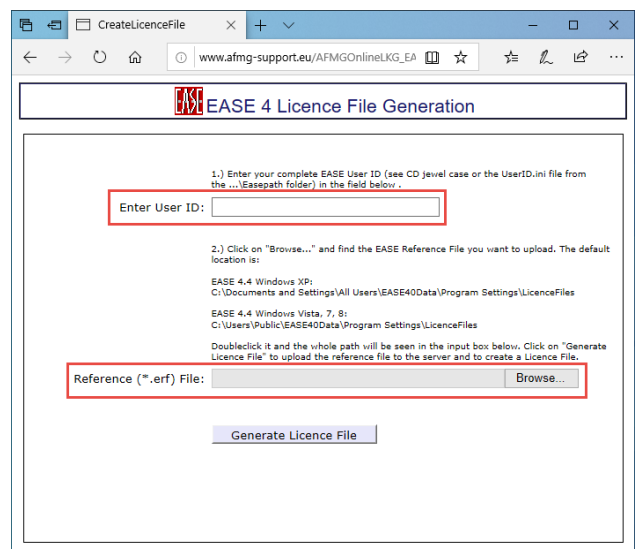 CreateLicenceFile
www.afmg-support.eu/AFMGOnlineLKG_EA
EASE EASE 4 Licence File Generation
1.) Enter your complete EASE User ID (see CD jewel case or the UserID.ini file from
the ...\Easepath folder) in the field below .
Enter User ID:
2.) Click on "Browse..." and find the EASE Reference File you want to upload. The default
location is:
EASE 4.4 Windows XP:
C:\Documents and Settings\All Users\EASE40Data\Program Settings\LicenceFiles
EASE 4.4 Windows Vista, 7, 8:
C:\Users\Public\EASE40Data\Program Settings\LicenceFiles
Doubleclick it and the whole path will be seen in the input box below. Click on "Generate
Licence File" to upload the reference file to the server and to create a Licence File.
Reference (*.erf) File: Browse...
Generate Licence File